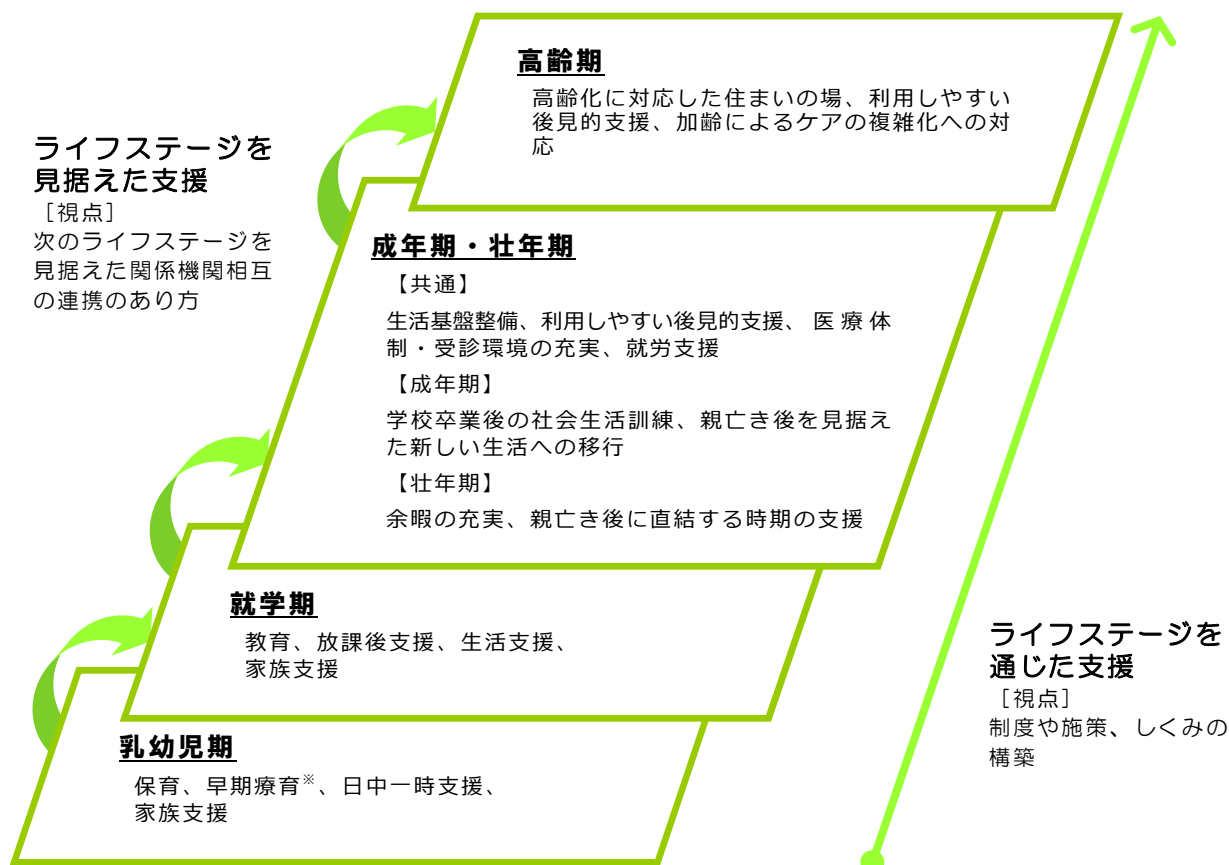 高齢期
高齢化に対応した住まいの場、利用しやすい
後見的支援、加齢によるケアの複雑化への対
応
ライフステージを
見据えた支援
［視点］
次のライフステージを
見据えた関係機関相互
の連携のあり方
成年期・壮年期
【共通】
生活基盤整備、利用しやすい後見的支援、医療体
制・受診環境の充実、就労支援
【成年期】
学校卒業後の社会生活訓練、親亡き後を見据え
た新しい生活への移行
【壮年期】
余暇の充実、親亡き後に直結する時期の支援
就学期
教育、放課後支援、生活支援、
家族支援
ライフステージを
通じた支援
［視点］
制度や施策、しくみの
構築
乳幼児期
保育、早期療育※、日中一時支援、
家族支援